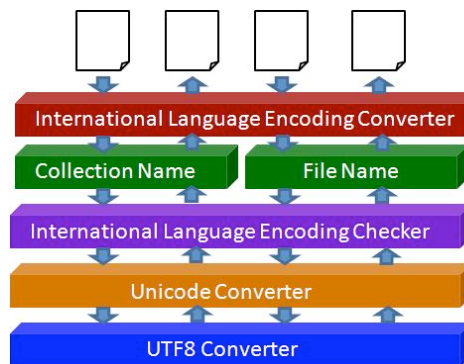 International Language Encoding Converter
Collection Name
File Name
International Language Encoding Checker
Unicode Converter
UTF8 Converter